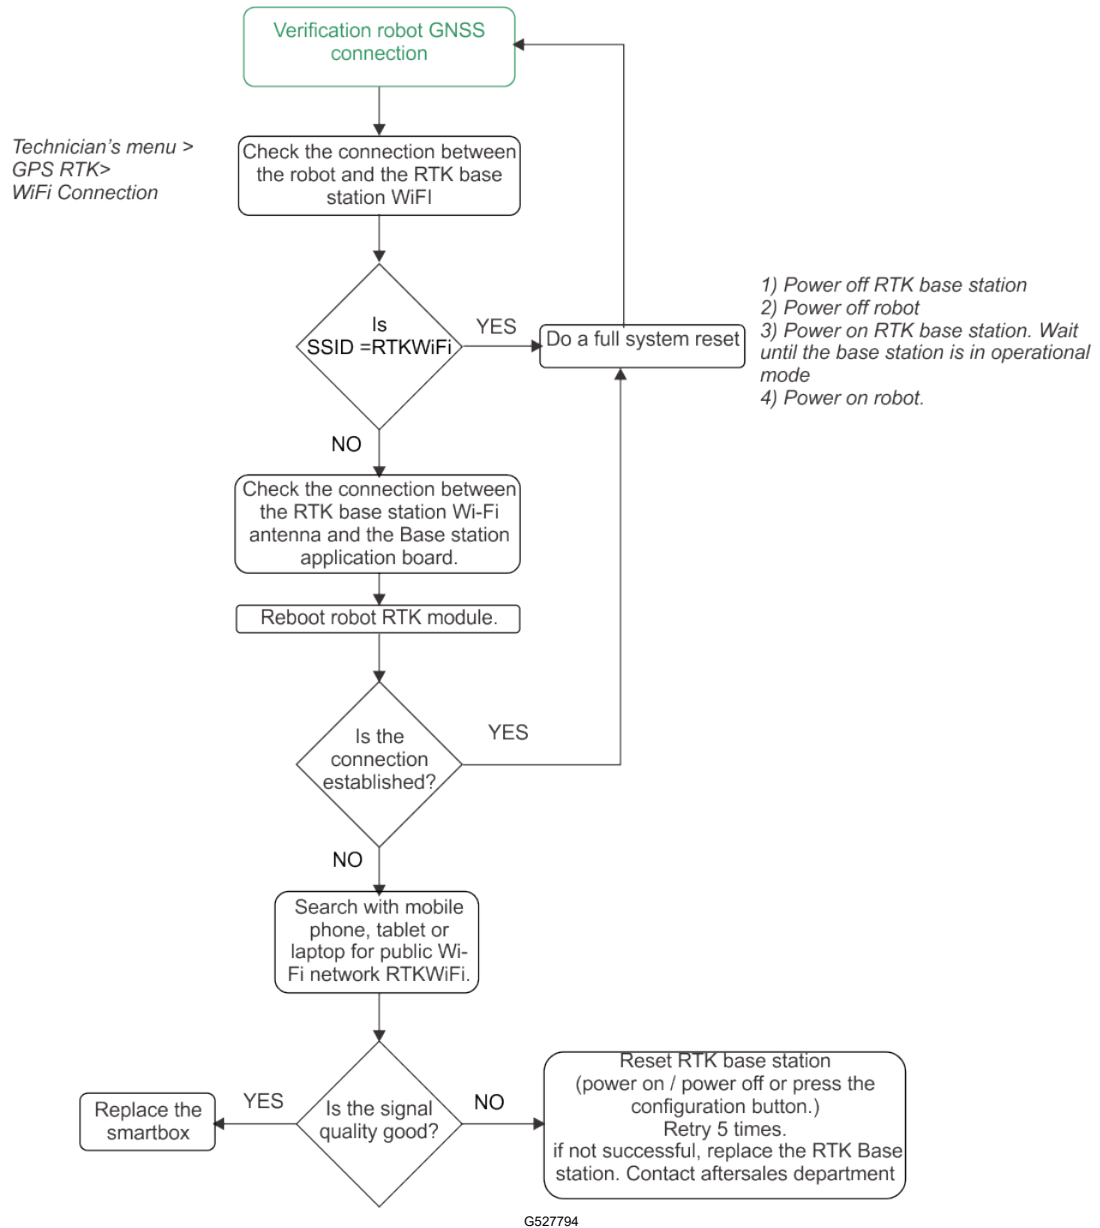 Verification robot GNSS
connection
Technician's menu >
GPS RTK>
WiFi Connection
Check the connection between
the robot and the RTK base
station WiFI
Is
SSID =RTKWiFi
YES
Do a full system reset
1) Power off RTK base station
2) Power off robot
3) Power on RTK base station. Wait
until the base station is in operational
mode
4) Power on robot.
NO
Check the connection between
the RTK base station Wi-Fi
antenna and the Base station
application board.
Reboot robot RTK module.
Is the
connection
established?
YES
NO
Search with mobile
phone, tablet or
laptop for public Wi-
Fi network RTKWiFi.
Is the signal
quality good?
YES
Replace the
smartbox
NO
Reset RTK base station
(power on / power off or press the
configuration button.)
Retry 5 times.
if not successful, replace the RTK Base
station. Contact aftersales department
G527794